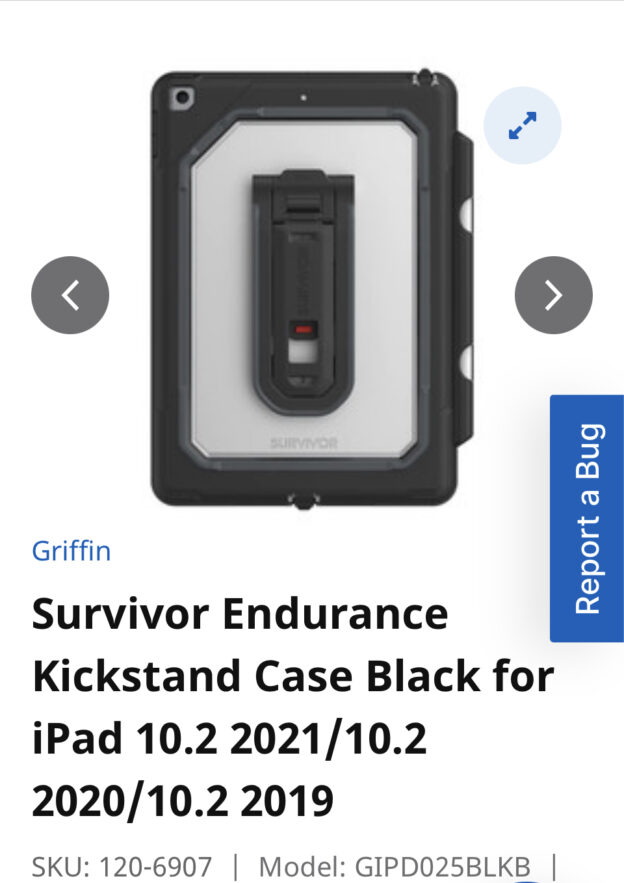 SURVIVOR
Report a Bug
Griffin
Survivor Endurance
Kickstand Case Black for
iPad 10.2 2021/10.2
2020/10.2 2019
SKU: 120-6907 | Model: GIPD025BLKB |